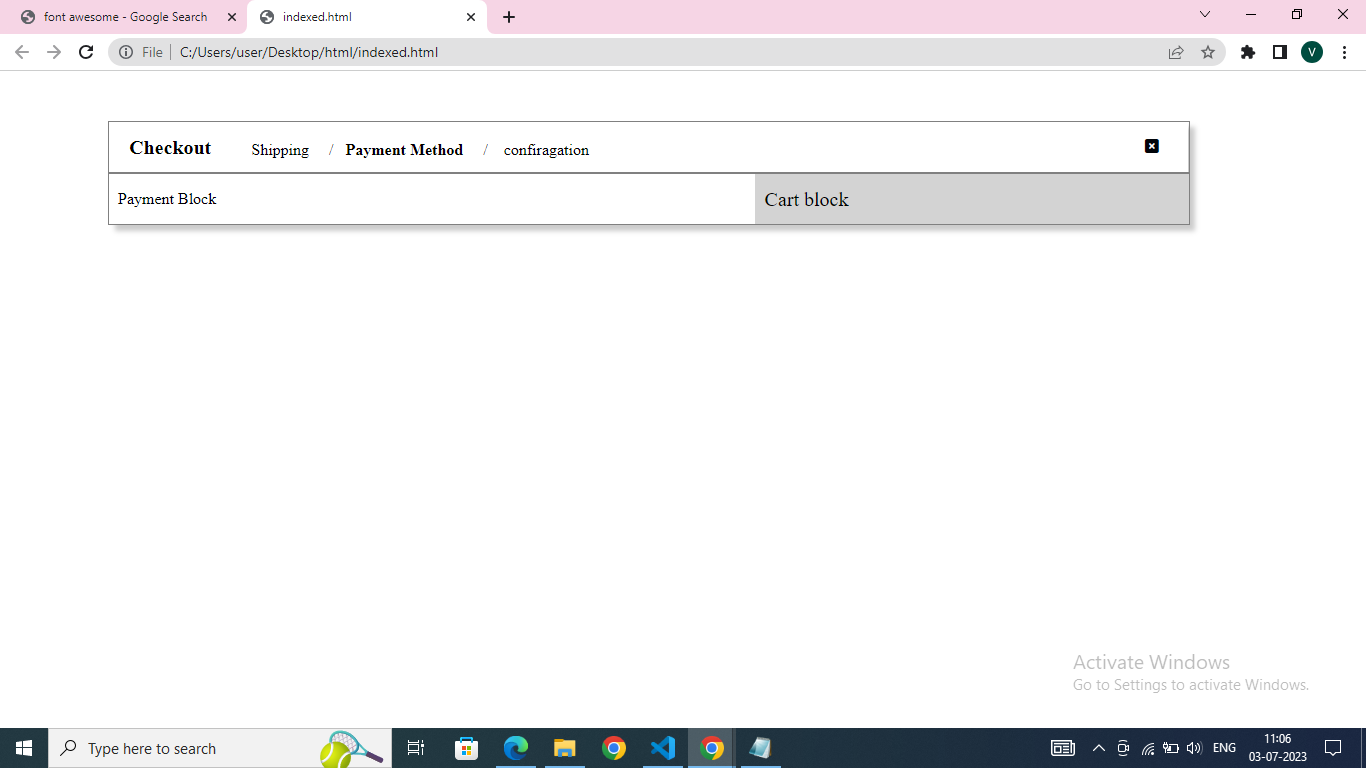 font awesome - Google Search
indexed.html
File
C:/Users/user/Desktop/html/indexed.html
V
Checkout Shipping / Payment Method / confiragation
Payment Block
Cart block
Activate Windows
Go to Settings to activate Windows.
Type here to search
ENG
11:06
03-07-2023